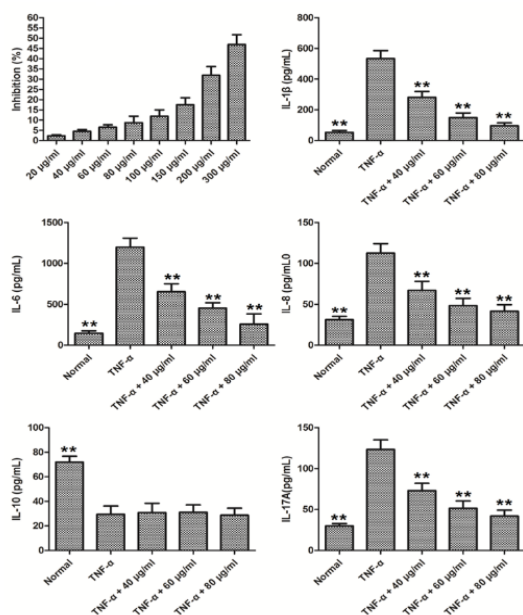 Inhibition (%)
60
55
50
45
40
35
30
25
20
15
10
5
0
20 μg/ml
40 μg/ml
60 μg/ml
80 μg/ml
100 μg/ml
150 μg/ml
200 μg/ml
300 μg/ml
IL-1β (pg/mL)
800
600
400
200
0
**
**
**
**
Normal
TNF-α
TNF-α + 40 μg/ml
TNF-α + 60 μg/ml
TNF-α + 80 μg/ml
IL-6 (pg/mL)
1500
1000
500
0
**
**
**
**
Normal
TNF-α
TNF-α + 40 μg/ml
TNF-α + 60 μg/ml
TNF-α + 80 μg/ml
IL-8 (pg/mL0
150
100
50
0
**
**
**
**
Normal
TNF-α
TNF-α + 40 μg/ml
TNF-α + 60 μg/ml
TNF-α + 80 μg/ml
IL-10 (pg/mL)
100
80
60
40
20
0
**
Normal
TNF-α
TNF-α + 40 μg/ml
TNF-α + 60 μg/ml
TNF-α + 80 μg/ml
IL-17A(pg/mL)
150
100
50
0
**
**
**
**
Normal
TNF-α
TNF-α + 40 μg/ml
TNF-α + 60 μg/ml
TNF-α + 80 μg/ml